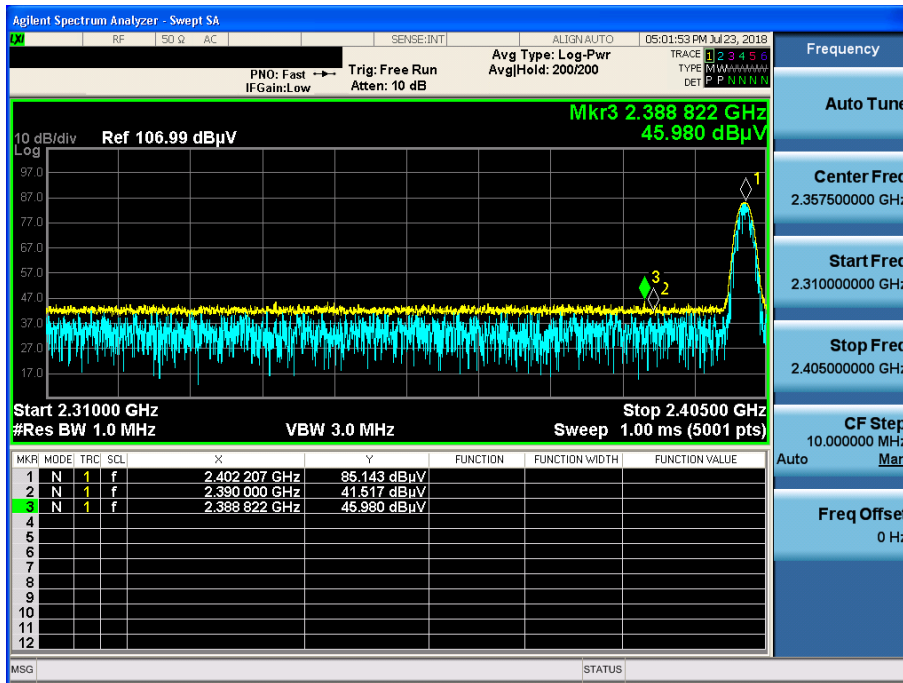 Agilent Spectrum Analyzer - Swept SA
LXI RF 50 Ω AC SENSE:INT ALIGN AUTO 05:01:53 PM Jul 23, 2018
PNO: Fast Trig: Free Run Avg Type: Log-Pwr TRACE 1 2 3 4 5 6
IFGain:Low Atten: 10 dB Avg|Hold: 200/200 TYPE M W W W W W
DET P P N N N N
Mkr3 2.388 822 GHz
45.980 dBµV
10 dB/div Ref 106.99 dBµV
Log
97.0
87.0
77.0
67.0
57.0
47.0
37.0
27.0
17.0
1
3
2
Start 2.31000 GHz Stop 2.40500 GHz
#Res BW 1.0 MHz VBW 3.0 MHz Sweep 1.00 ms (5001 pts)
MKR MODE TRC SCL X Y FUNCTION FUNCTION WIDTH FUNCTION VALUE
1 N 1 f 2.402 207 GHz 85.143 dBµV
2 N 1 f 2.390 000 GHz 41.517 dBµV
3 N 1 f 2.388 822 GHz 45.980 dBµV
4
5
6
7
8
9
10
11
12
MSG STATUS
Frequency
Auto Tune
Center Freq
2.357500000 GHz
Start Freq
2.310000000 GHz
Stop Freq
2.405000000 GHz
CF Step
10.000000 MHz
Auto Man
Freq Offset
0 Hz